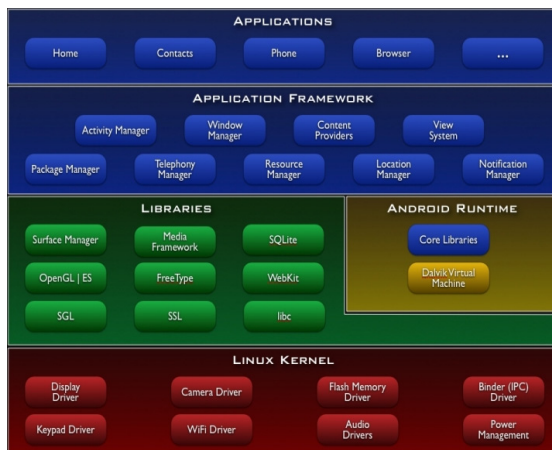 APPLICATIONS
Home
Contacts
Phone
Browser
...
APPLICATION FRAMEWORK
Activity Manager
Window
Manager
Content
Providers
View
System
Package Manager
Telephony
Manager
Resource
Manager
Location
Manager
Notification
Manager
LIBRARIES
Surface Manager
Media
Framework
SQLite
OpenGL | ES
FreeType
WebKit
SGL
SSL
libc
ANDROID RUNTIME
Core Libraries
Dalvik Virtual
Machine
LINUX KERNEL
Display
Driver
Camera Driver
Flash Memory
Driver
Binder (IPC)
Driver
Keypad Driver
WiFi Driver
Audio
Drivers
Power
Management